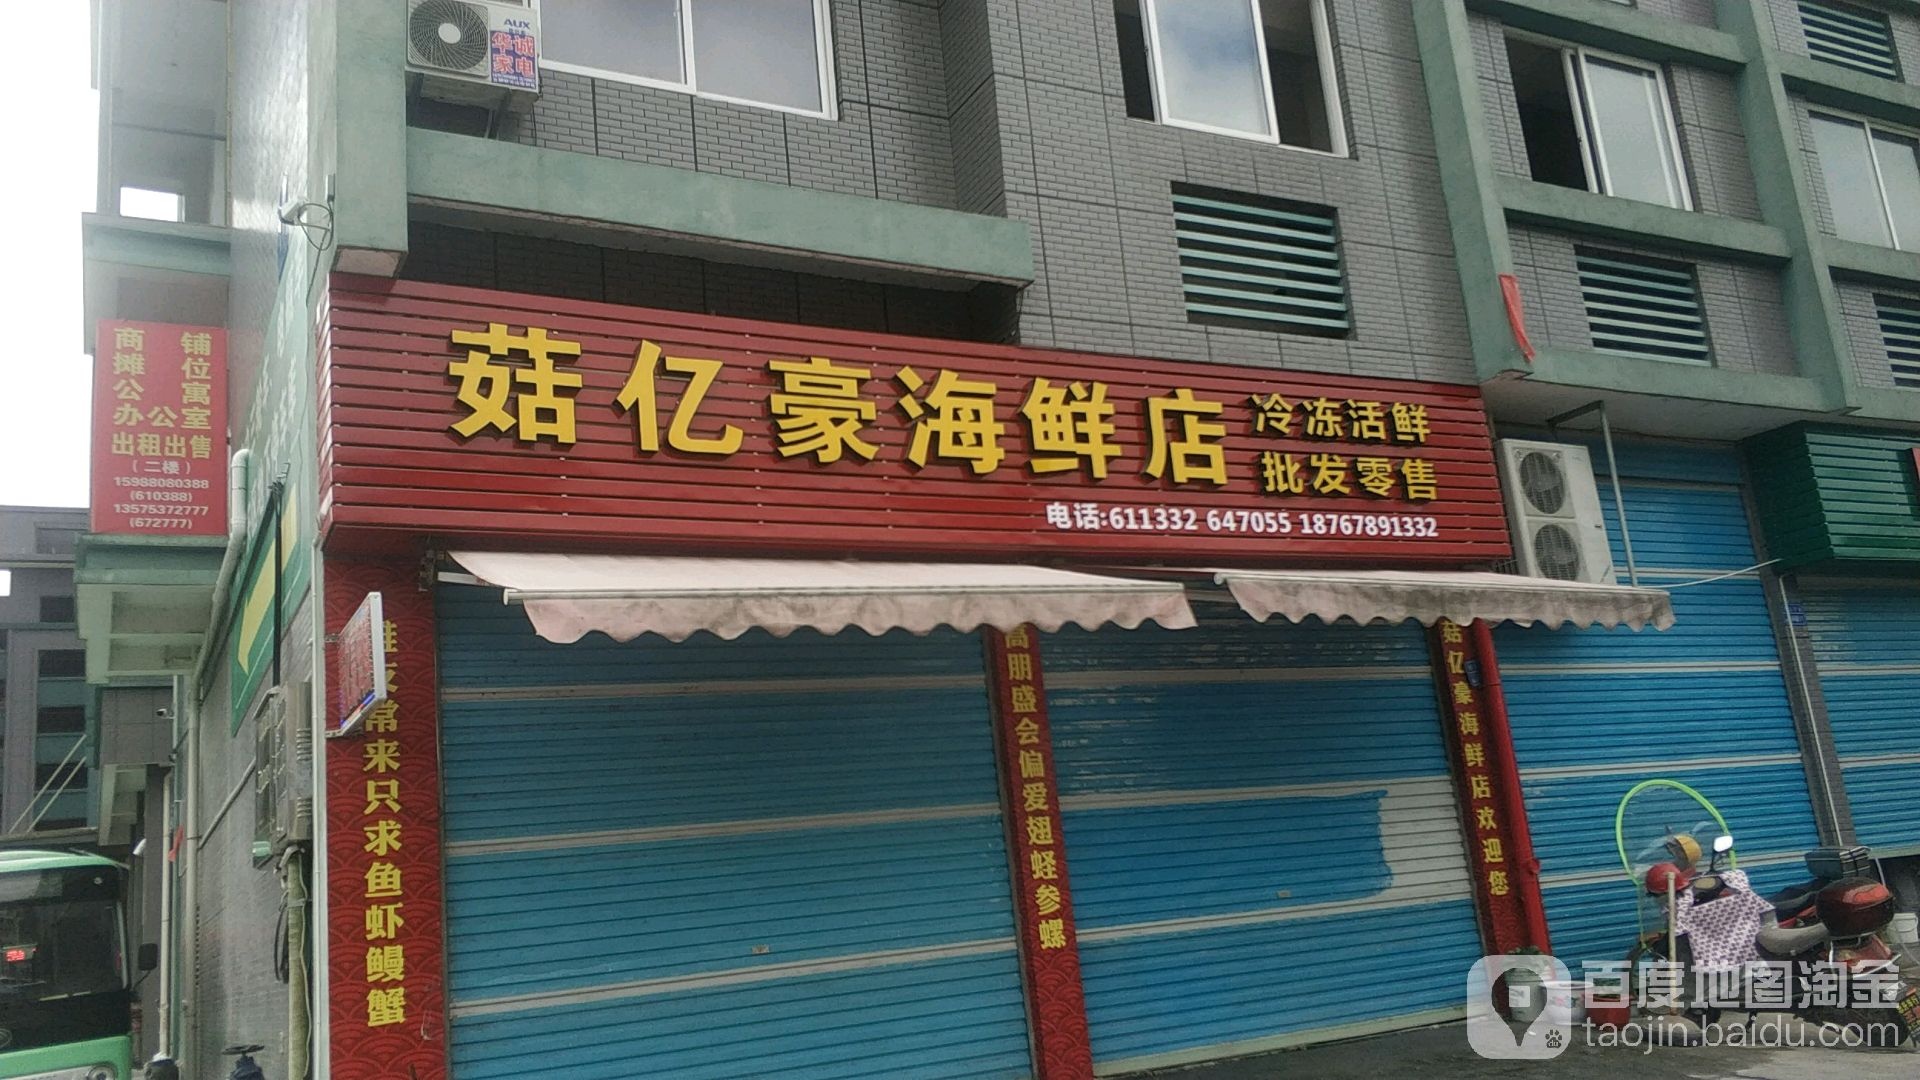 AUX
华诚
家电
商铺
摊位
公寓
办公室
出租出售
(二楼)
15988080388
(610388)
13575372777
(672777)
菇亿豪海鲜店
冷冻活鲜
批发零售
电话:611332 647055 18767891332
常来只求鱼虾鳗蟹
高朋盛会偏爱翅蛏参螺
菇亿豪海鲜店欢迎您
百度地图淘金
taojin.baidu.com